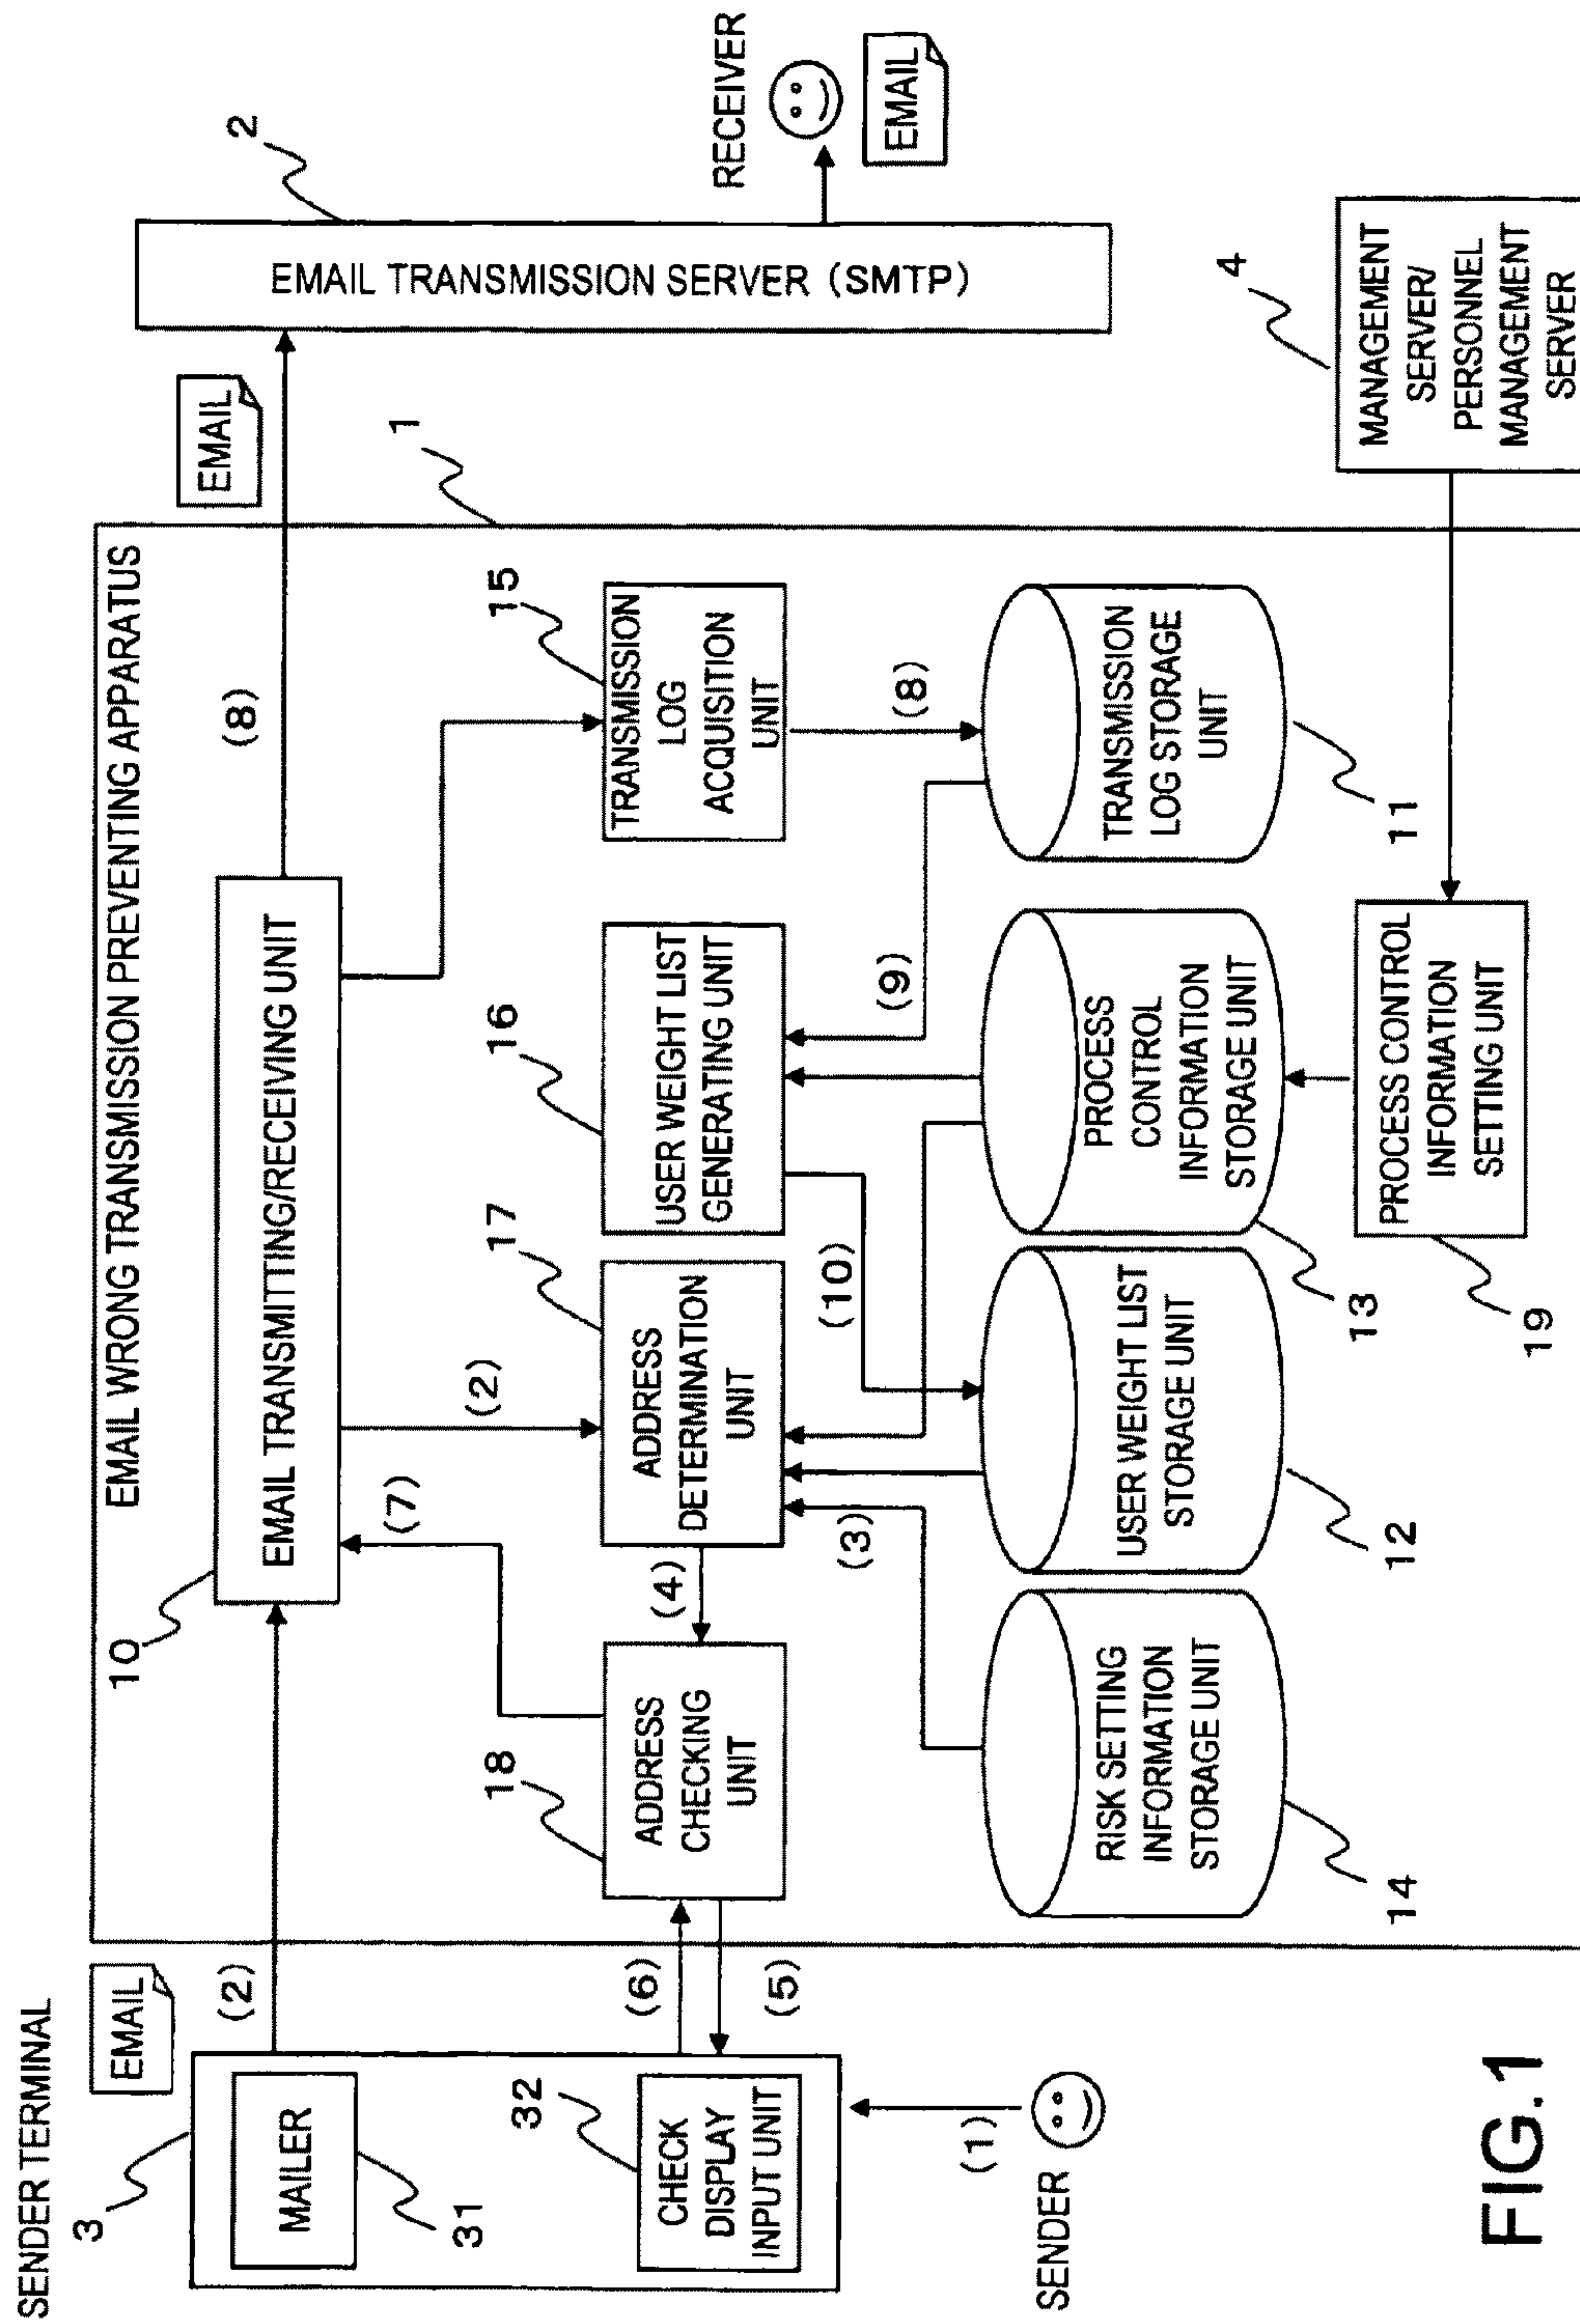 SENDER TERMINAL
3
EMAIL
MAILER
31
32
CHECK
DISPLAY
INPUT UNIT
(1)
SENDER
(2)
(6)
(5)
EMAIL WRONG TRANSMISSION PREVENTING APPARATUS
1
10
EMAIL TRANSMITTING/RECEIVING UNIT
(7)
(2)
(8)
EMAIL
2
EMAIL TRANSMISSION SERVER (SMTP)
RECEIVER
EMAIL
18
ADDRESS
CHECKING
UNIT
(4)
17
ADDRESS
DETERMINATION
UNIT
16
USER WEIGHT LIST
GENERATING UNIT
15
TRANSMISSION
LOG
ACQUISITION
UNIT
(3)
(10)
(9)
(8)
RISK SETTING
INFORMATION
STORAGE UNIT
14
USER WEIGHT LIST
STORAGE UNIT
12
PROCESS
CONTROL
INFORMATION
STORAGE UNIT
13
TRANSMISSION
LOG STORAGE
UNIT
11
4
MANAGEMENT
SERVER/
PERSONNEL
MANAGEMENT
SERVER
PROCESS CONTROL
INFORMATION
SETTING UNIT
19
FIG.1